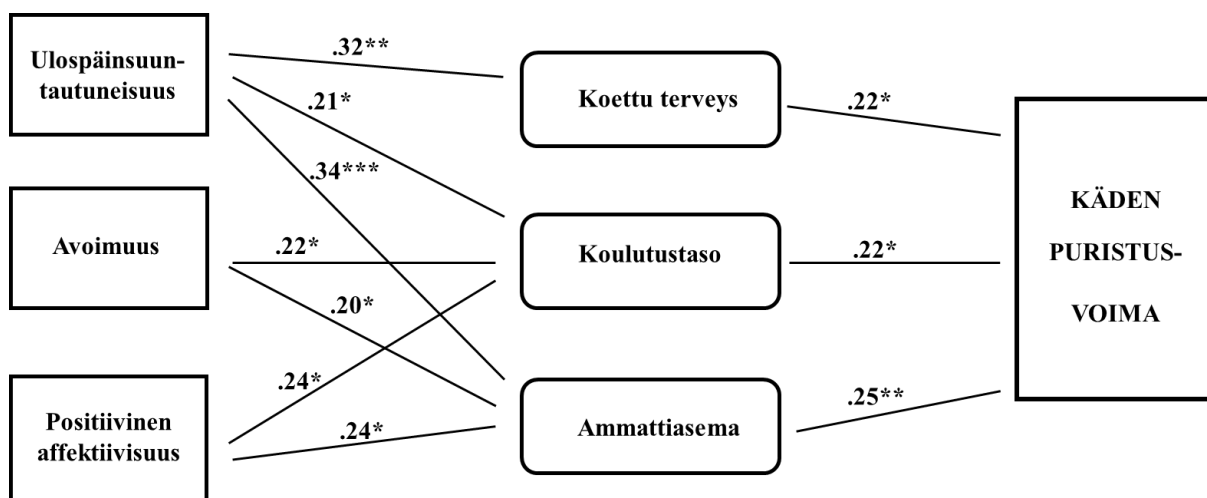 Ulospäinsuun-
tautuneisuus
.32**
.21*
.34***
Koettu terveys
.22*
Avoimuus
.22*
.20*
Koulutustaso
.22*
KÄDEN
PURISTUS-
VOIMA
Positiivinen
affektiivisuus
.24*
.24*
Ammattiasema
.25**